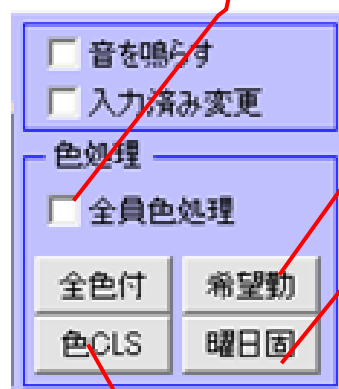 音を鳴らす
入力済み変更
色処理
全員色処理
全色付 希望勤
色CLS 曜日固